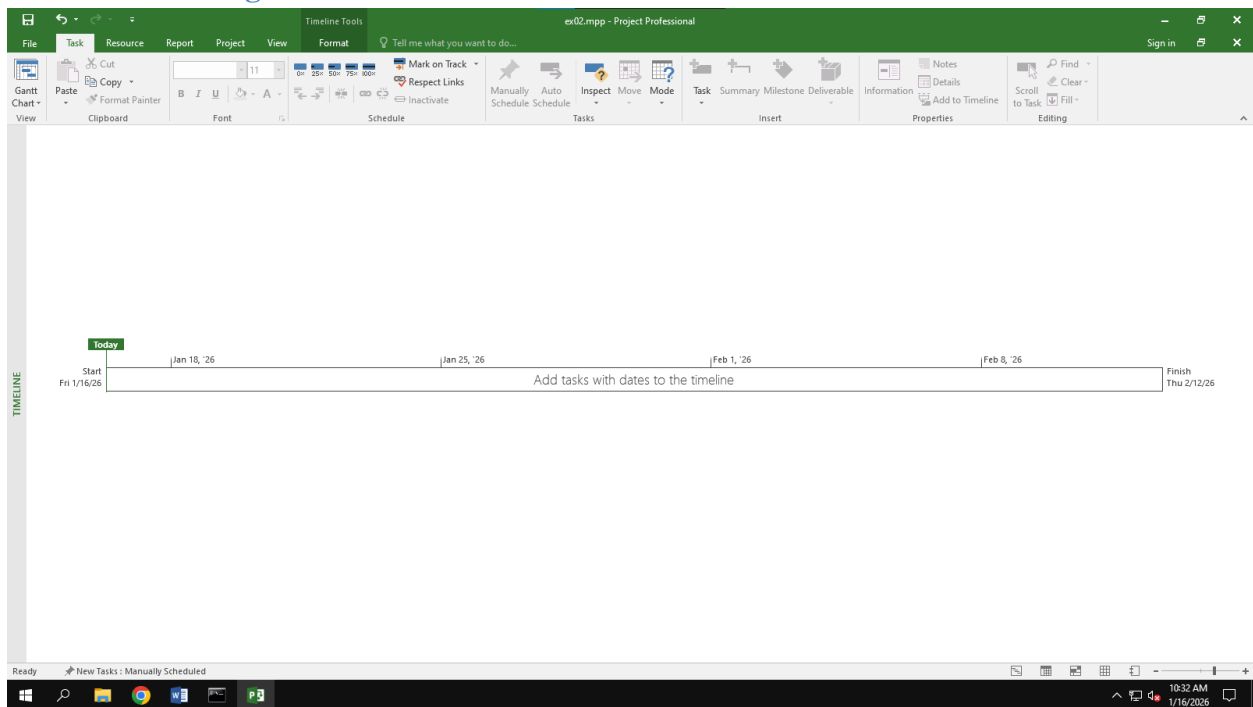 Timeline Tools
ex02.mpp - Project Professional
File Task Resource Report Project View Format Tell me what you want to do... Sign in
Gantt Chart
View
Paste
Cut
Copy
Format Painter
Clipboard
11
B I U A
Font
0% 25% 50% 75% 100%
Mark on Track
Respect Links
Inactivate
Schedule
Manually Schedule
Auto Schedule
Inspect
Move
Mode
Tasks
Task
Summary
Milestone
Deliverable
Insert
Information
Notes
Details
Add to Timeline
Properties
Scroll to Task
Find
Clear
Fill
Editing
TIMELINE
Today
Jan 18, '26 Jan 25, '26 Feb 1, '26 Feb 8, '26
Start
Fri 1/16/26
Add tasks with dates to the timeline
Finish
Thu 2/12/26
Ready New Tasks : Manually Scheduled
10:32 AM
1/16/2026